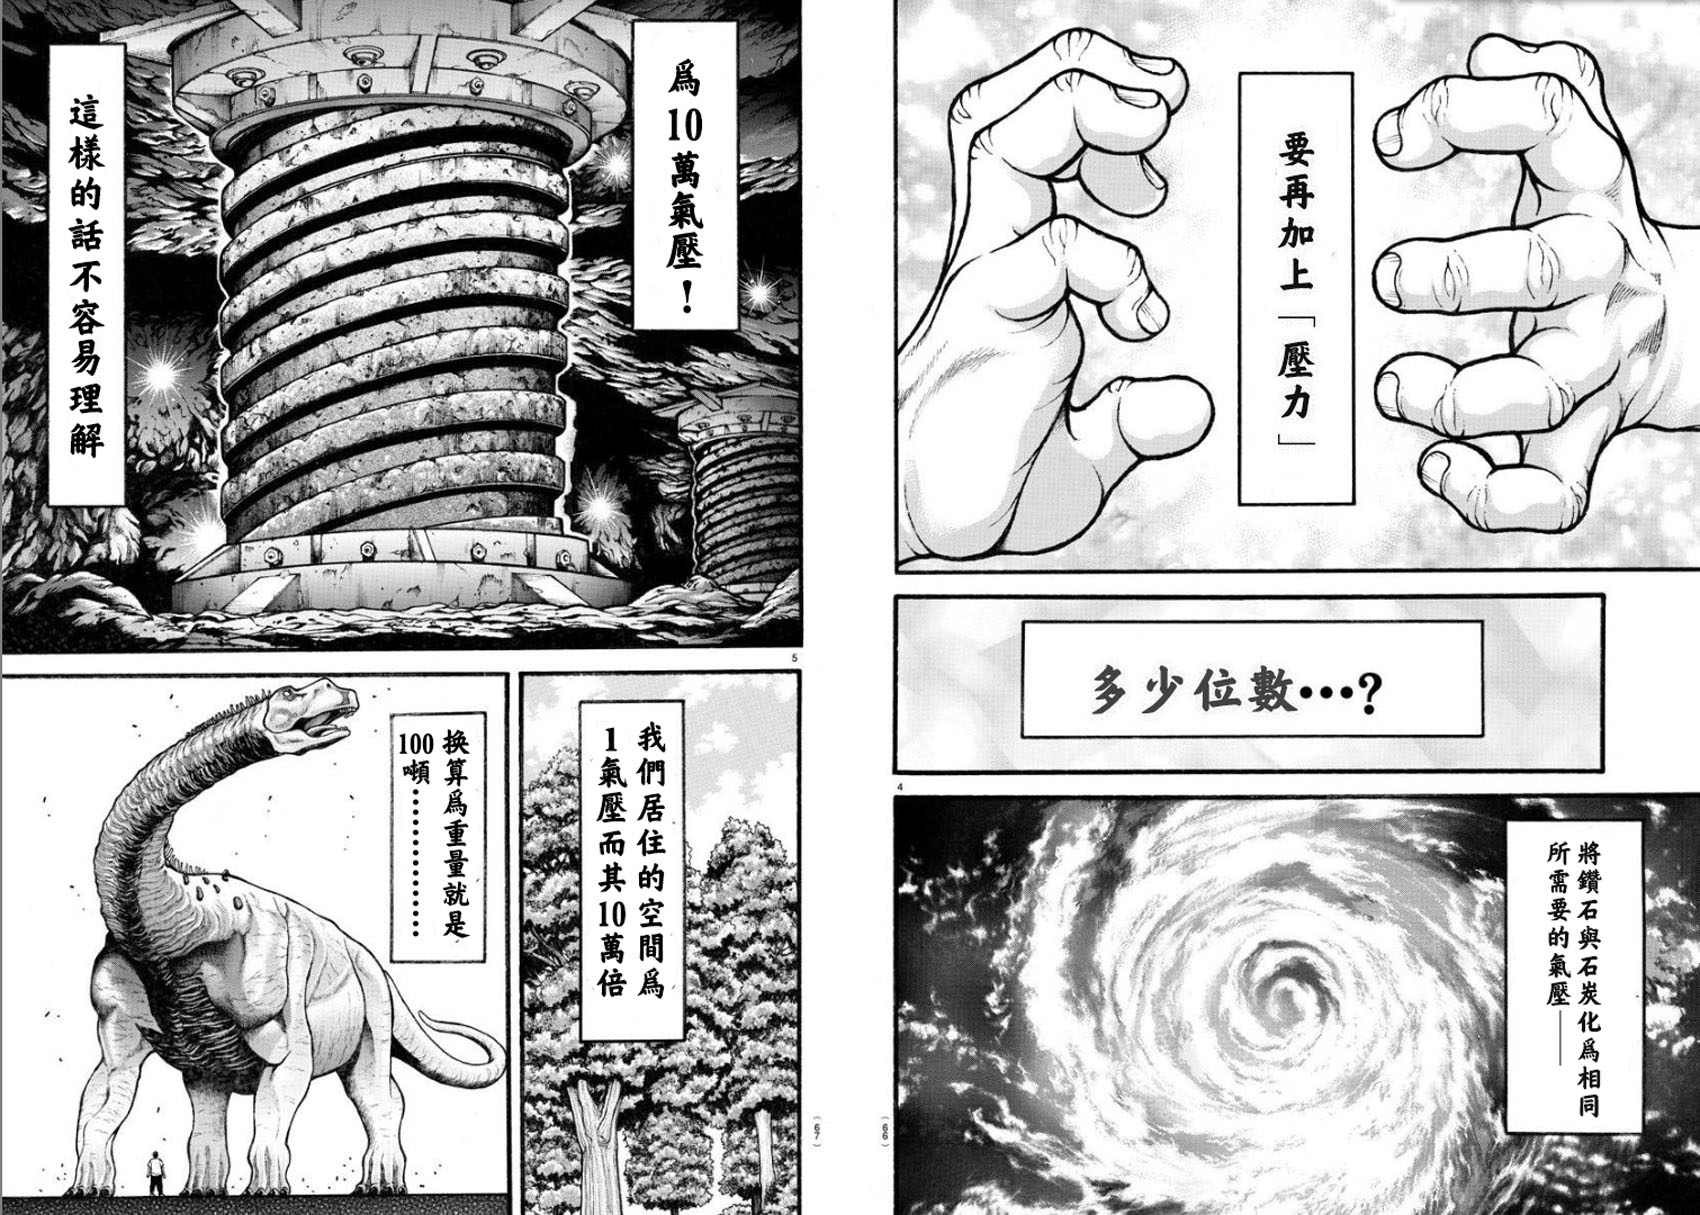 要再加上「壓力」
多少位數…？
4
將鑽石與石炭化爲相同
所需要的氣壓——
(66)
爲10萬氣壓！
這樣的話不容易理解
5
我們居住的空間爲
1氣壓而其10萬倍
换算爲重量就是
100噸…………………
(67)